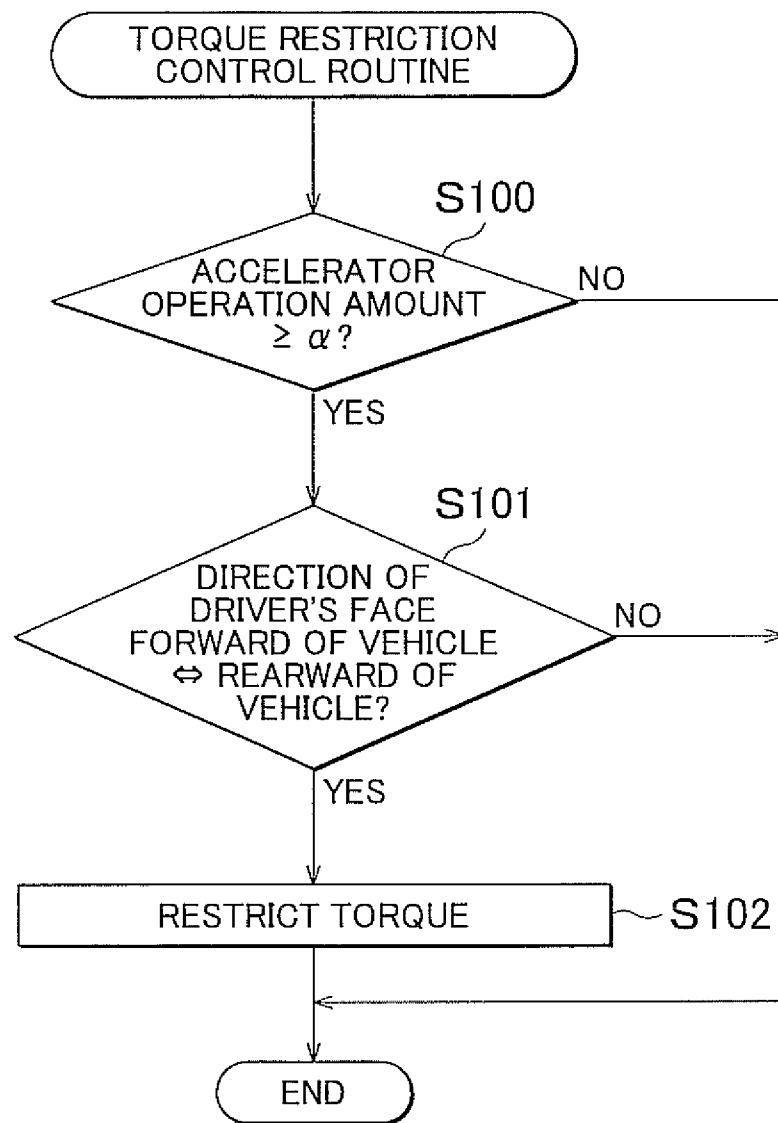 TORQUE RESTRICTION
CONTROL ROUTINE
S100
ACCELERATOR
OPERATION AMOUNT
≥ α?
NO
YES
S101
DIRECTION OF
DRIVER'S FACE
FORWARD OF VEHICLE
⇔ REARWARD OF
VEHICLE?
NO
YES
RESTRICT TORQUE
S102
END